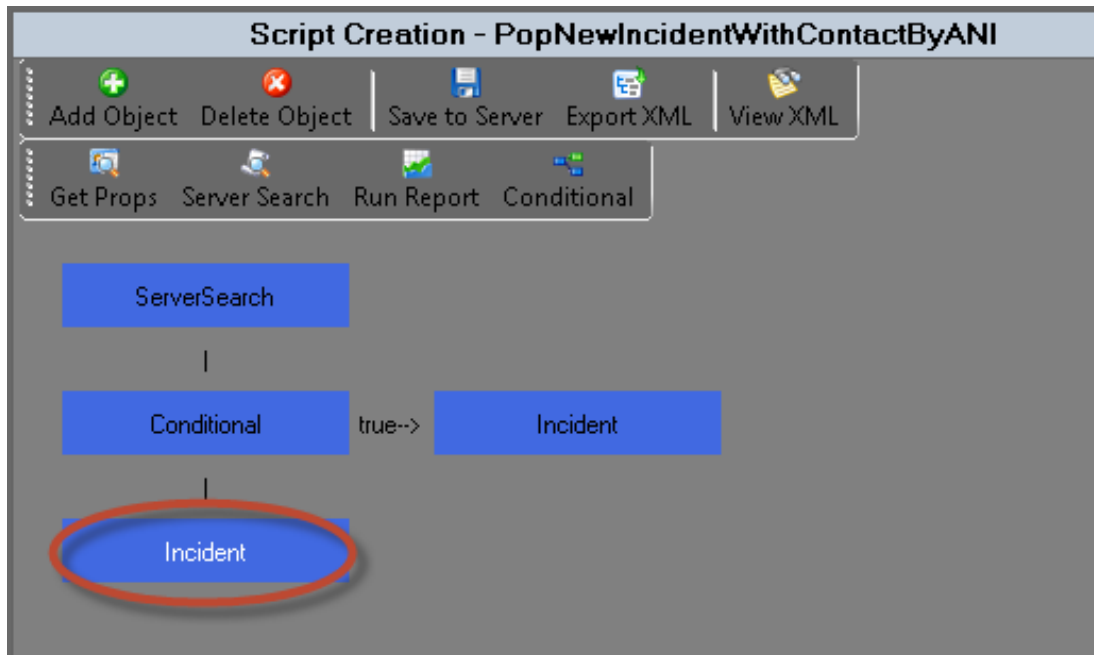 Script Creation - PopNewIncidentWithContactByANI
Add Object Delete Object Save to Server Export XML View XML
Get Props Server Search Run Report Conditional
ServerSearch
Conditional true--> Incident
Incident